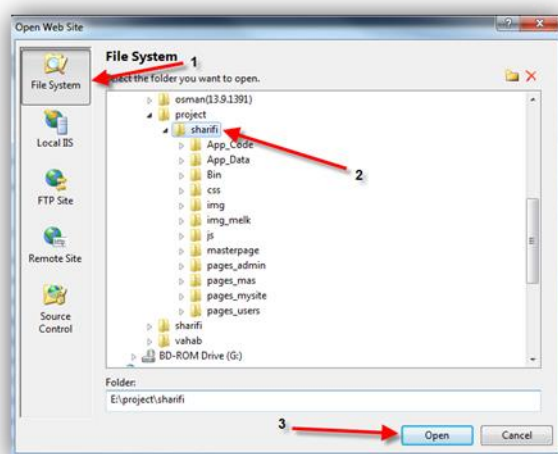 Open Web Site
File System
Local IIS
FTP Site
Remote Site
Source
Control
File System
1
Select the folder you want to open.
osman(13.9.1391)
project
sharifi
2
App_Code
App_Data
Bin
css
img
img_melk
js
masterpage
pages_admin
pages_mas
pages_mysite
pages_users
sharifi
vahab
BD-ROM Drive (G:)
Folder:
E:\project\sharifi
3
Open
Cancel